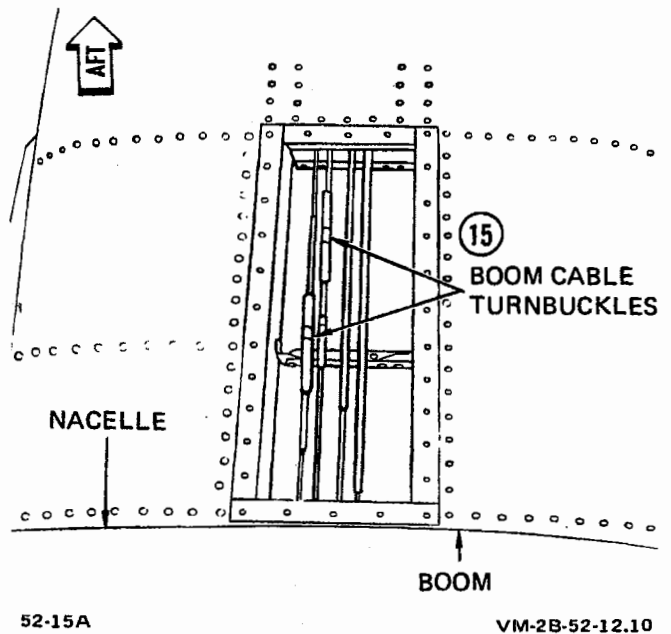 AFT
15
BOOM CABLE
TURNBUCKLES
NACELLE
BOOM
52-15A
VM-2B-52-12.10